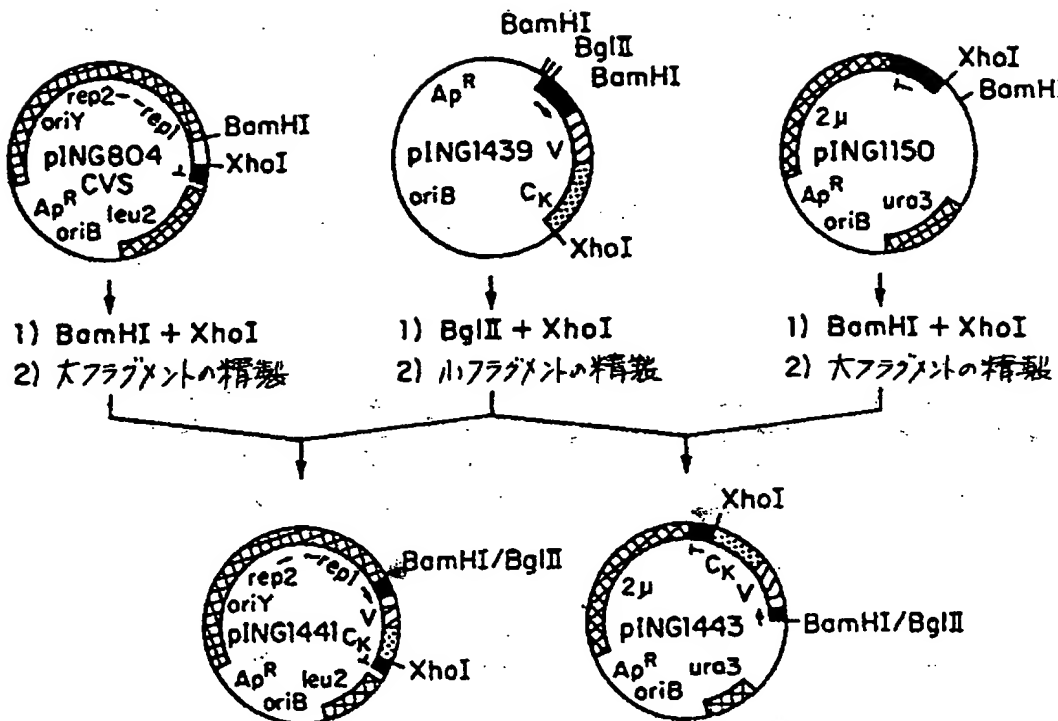 BamHI
BglII
BamHI
XhoI
BamHI
rep2
rep1
oriY
BamHI
pING804
XhoI
CVS
Ap^R
leu2
oriB
Ap^R
pING1439
V
oriB
C_K
XhoI
2μ
pING1150
Ap^R
ura3
oriB
1) BamHI + XhoI
2) 大フラグメントの精製
1) BglII + XhoI
2) 小フラグメントの精製
1) BamHI + XhoI
2) 大フラグメントの精製
BamHI/BglII
rep2
rep1
oriY
V
pING1441
C_K
Ap^R
leu2
XhoI
oriB
XhoI
C_K
2μ
V
pING1443
BamHI/BglII
Ap^R
ura3
oriB